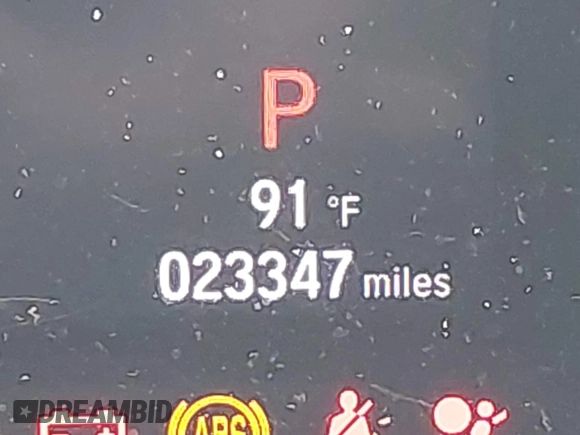 P
91 °F
023347 miles
DREAMBID
ABS